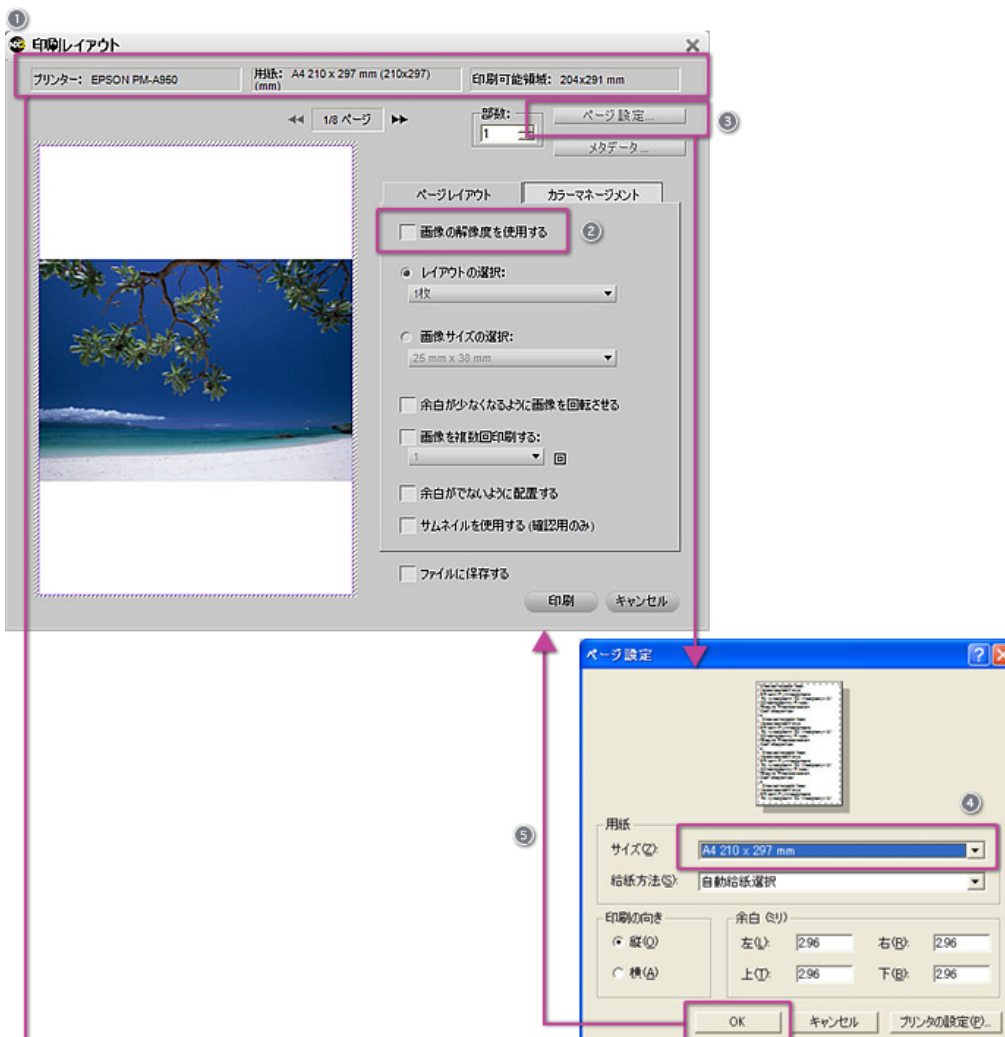 1
印刷レイアウト
プリンター: EPSON PM-A950
用紙: A4 210 x 297 mm (210x297)
(mm)
印刷可能領域: 204x291 mm
1/8 ページ
部数:
1
ページ設定...
3
メタデータ...
ページレイアウト
カラーマネージメント
画像の解像度を使用する
2
レイアウトの選択:
1枚
画像サイズの選択:
25 mm x 38 mm
余白が少なくなるように画像を回転させる
画像を複数回印刷する:
1
回
余白がでないように配置する
サムネイルを使用する (確認用のみ)
ファイルに保存する
印刷
キャンセル
ページ設定
4
用紙
サイズ(Z):
A4 210 x 297 mm
5
給紙方法(S):
自動給紙選択
印刷の向き
縦(O)
横(A)
余白 (ミリ)
左(L):
2.96
右(R):
2.96
上(T):
2.96
下(B):
2.96
OK
キャンセル
プリンタの設定(P)...